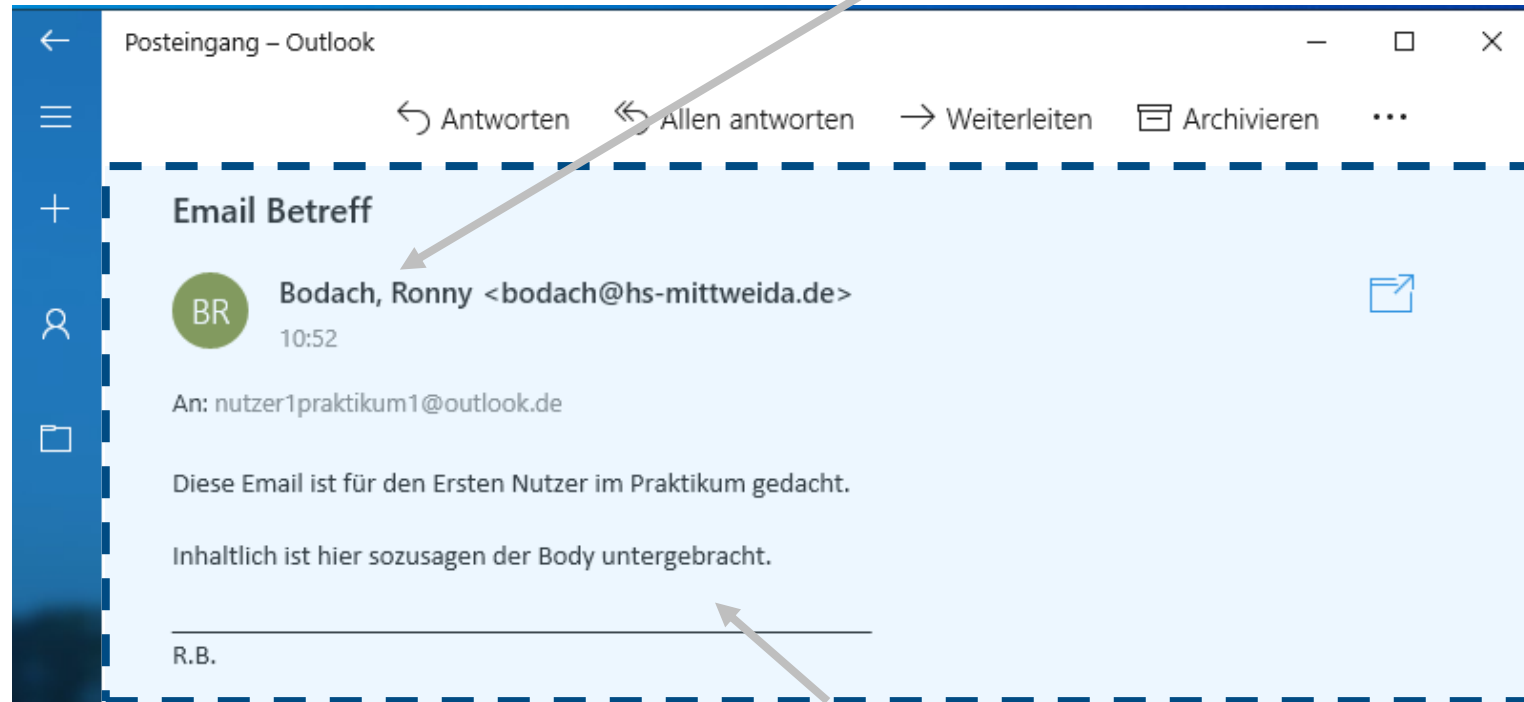 Posteingang – Outlook
Antworten Allen antworten Weiterleiten Archivieren
Email Betreff
BR
Bodach, Ronny <bodach@hs-mittweida.de>
10:52
An: nutzer1praktikum1@outlook.de
Diese Email ist für den Ersten Nutzer im Praktikum gedacht.
Inhaltlich ist hier sozusagen der Body untergebracht.
R.B.